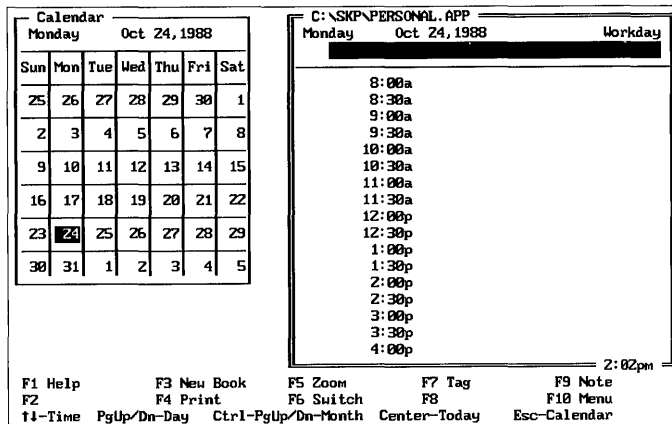 Calendar
Monday Oct 24,1988
Sun Mon Tue Wed Thu Fri Sat
25 26 27 28 29 30 1
2 3 4 5 6 7 8
9 10 11 12 13 14 15
16 17 18 19 20 21 22
23 24 25 26 27 28 29
30 31 1 2 3 4 5
C:\SKP\PERSONAL.APP
Monday Oct 24,1988 Workday
8:00a
8:30a
9:00a
9:30a
10:00a
10:30a
11:00a
11:30a
12:00p
12:30p
1:00p
1:30p
2:00p
2:30p
3:00p
3:30p
4:00p
2:02pm
F1 Help F3 New Book F5 Zoom F7 Tag F9 Note
F2 F4 Print F6 Switch F8 F10 Menu
↑↓-Time PgUp/Dn-Day Ctrl-PgUp/Dn-Month Center-Today Esc-Calendar